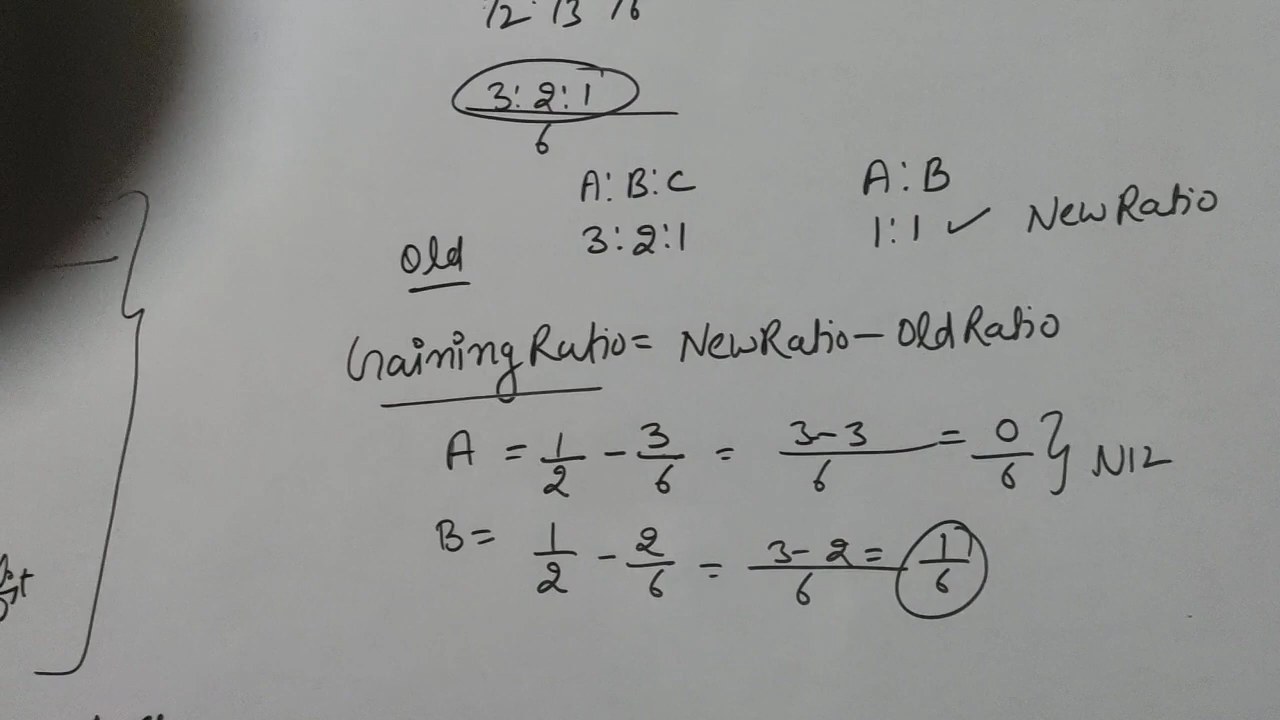 3:2:1
6
A:B:C
A:B
Old
3:2:1
1:1 ✓ New Ratio
Gaining Ratio = New Ratio - Old Ratio
A = 1/2 - 3/6 = 3-3/6 = 0/6 } NIL
B = 1/2 - 2/6 = 3-2/6 = 1/6